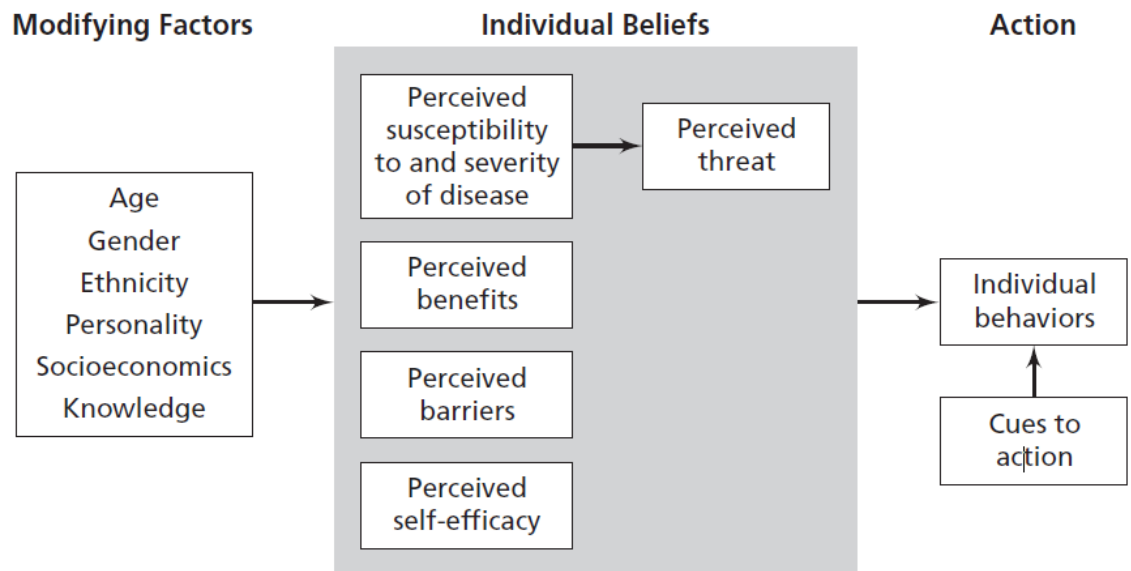 Modifying Factors
Individual Beliefs
Action
Age
Gender
Ethnicity
Personality
Socioeconomics
Knowledge
Perceived
susceptibility
to and severity
of disease
Perceived
threat
Perceived
benefits
Perceived
barriers
Perceived
self-efficacy
Individual
behaviors
Cues to
action